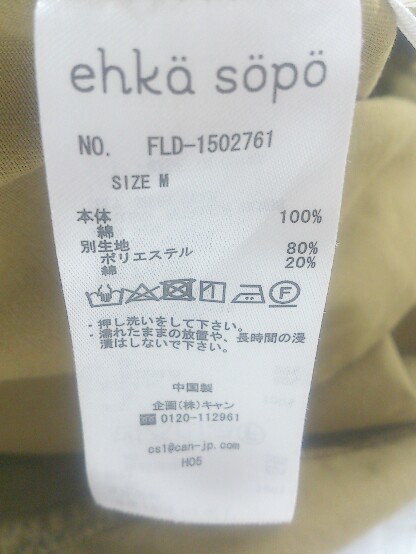 ehkä söpö
NO. FLD-1502761
SIZE M
本体 100%
綿
別生地 80%
ポリエステル 20%
綿
・押し洗いをして下さい。
・濡れたままの放置や、長時間の浸
漬はしないで下さい。
中国製
企画(株)キャン
☎ 0120-112961
cs1@can-jp.com
H05